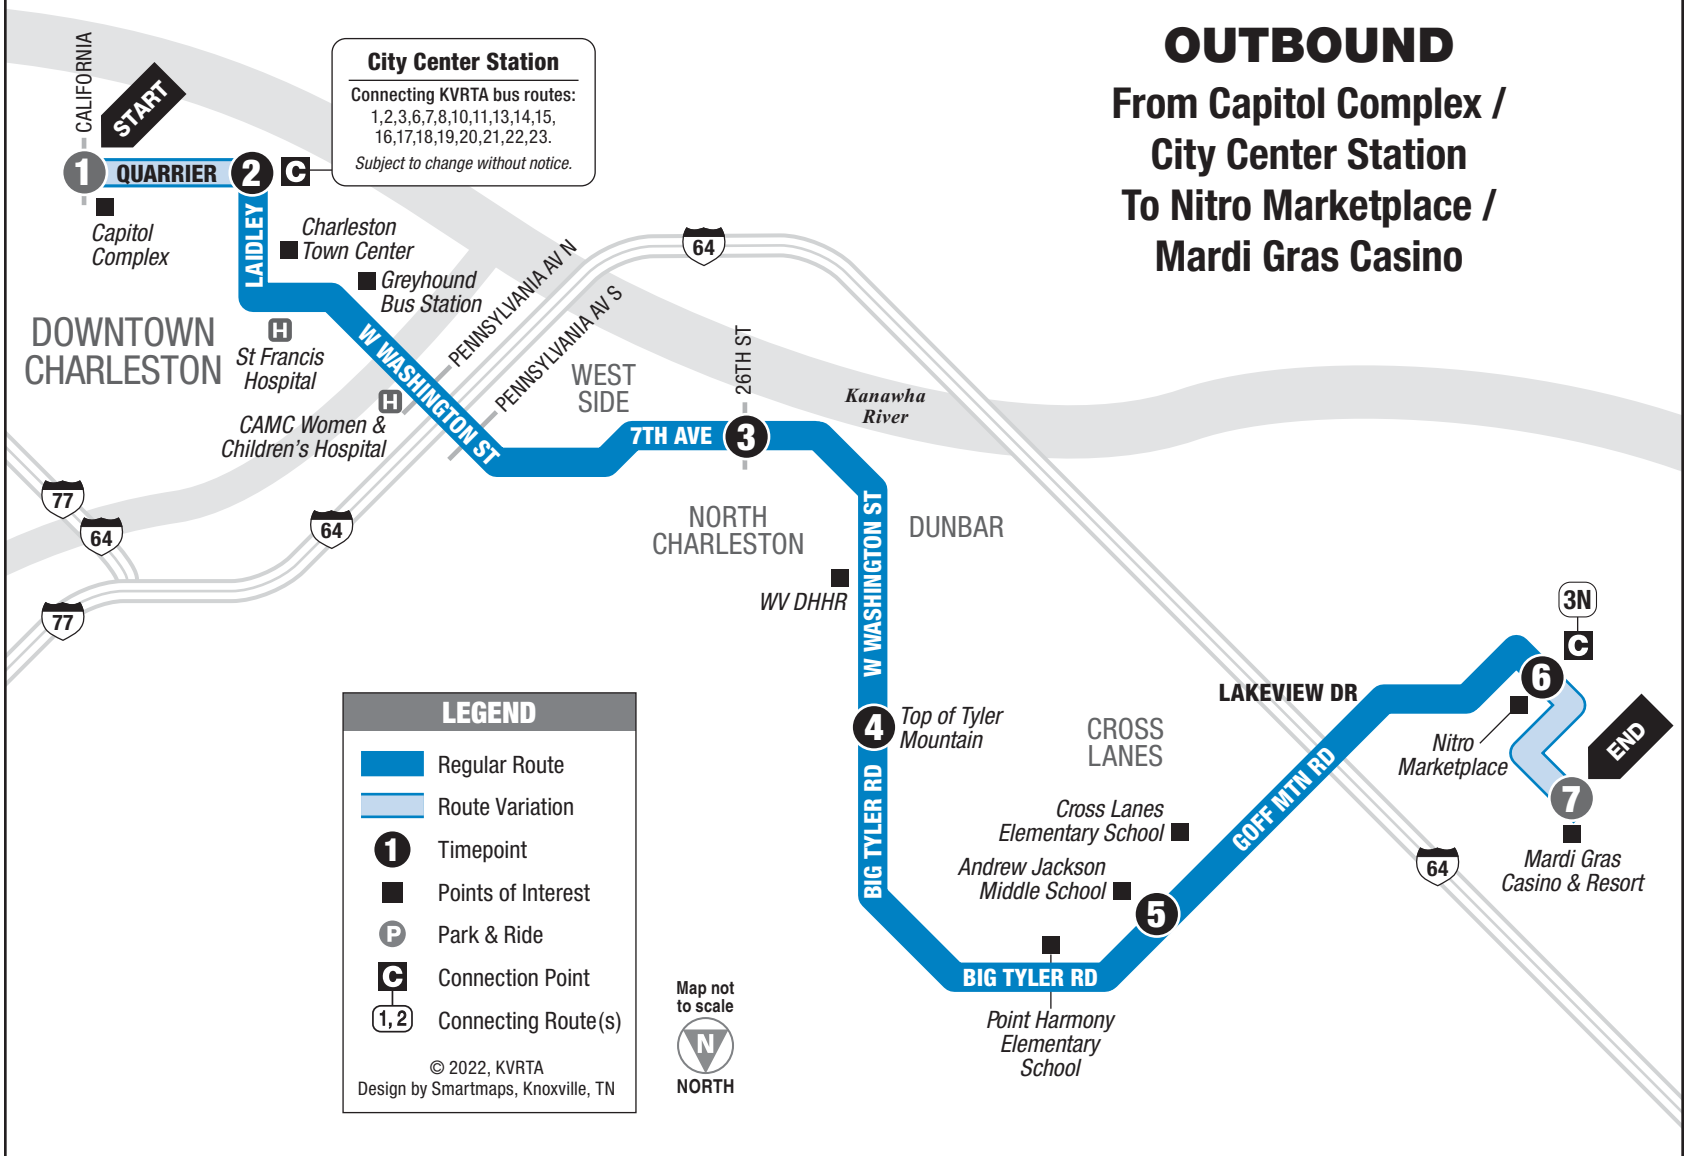 OUTBOUND
From Capitol Complex /
City Center Station
To Nitro Marketplace /
Mardi Gras Casino
CALIFORNIA
START
City Center Station
Connecting KVRTA bus routes:
1,2,3,6,7,8,10,11,13,14,15,
16,17,18,19,20,21,22,23.
Subject to change without notice.
1
QUARRIER
2
C
Capitol
Complex
LAIDLEY
Charleston
Town Center
Greyhound
Bus Station
64
PENNSYLVANIA AV N
PENNSYLVANIA AV S
DOWNTOWN
CHARLESTON
H
St Francis
Hospital
W WASHINGTON ST
H
CAMC Women &
Children's Hospital
WEST
SIDE
26TH ST
Kanawha
River
7TH AVE
3
77
64
64
77
NORTH
CHARLESTON
DUNBAR
W WASHINGTON ST
WV DHHR
3N
C
6
LAKEVIEW DR
4
Top of Tyler
Mountain
CROSS
LANES
Nitro
Marketplace
END
7
Mardi Gras
Casino & Resort
GOFF MTN RD
64
BIG TYLER RD
Cross Lanes
Elementary School
Andrew Jackson
Middle School
5
BIG TYLER RD
Point Harmony
Elementary
School
LEGEND
Regular Route
Route Variation
1
Timepoint
Points of Interest
P
Park & Ride
C
Connection Point
1, 2
Connecting Route(s)
© 2022, KVRTA
Design by Smartmaps, Knoxville, TN
Map not
to scale
N
NORTH